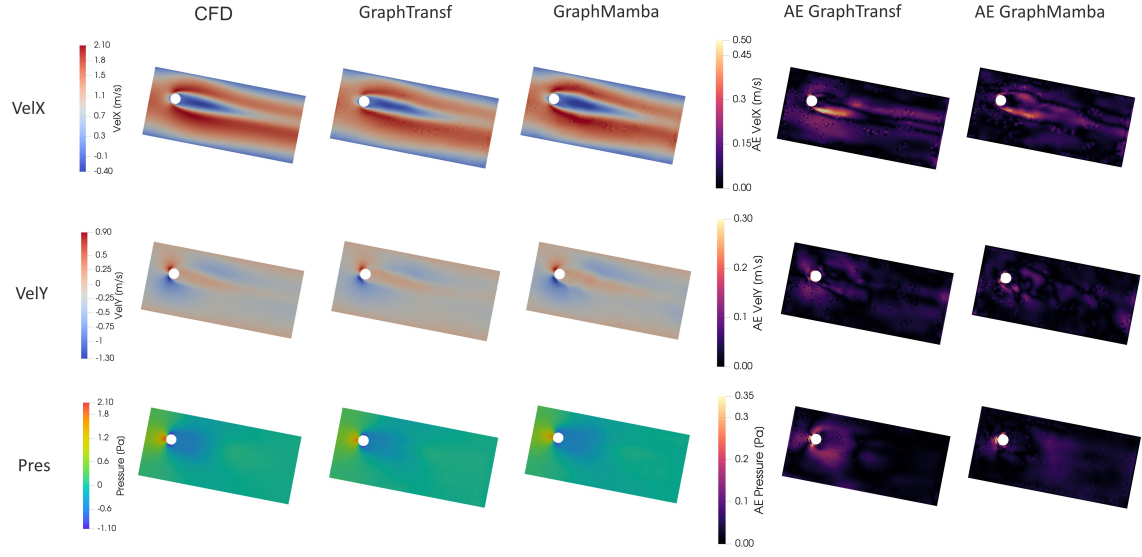 CFD
GraphTransf
GraphMamba
AE GraphTransf
AE GraphMamba
VelX
2.10
1.8
1.5
1.1
0.7
0.3
-0.1
-0.40
VelX (m/s)
0.50
0.45
0.3
0.15
0.00
AE VelX (m/s)
VelY
0.90
0.5
0.25
0
-0.25
-0.5
-0.75
-1
-1.30
VelY (m/s)
0.30
0.2
0.1
0.00
AE VelY (m\s)
Pres
2.10
1.8
1.2
0.6
0
-0.6
-1.10
Pressure (Pa)
0.35
0.3
0.2
0.1
0.00
AE Pressure (Pa)